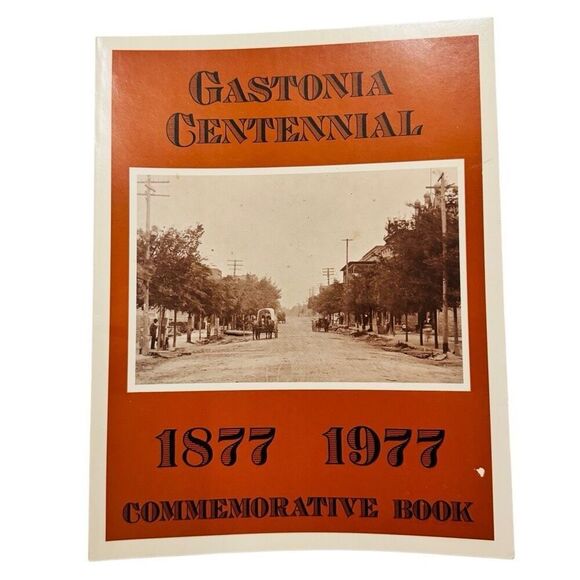 GASTONIA
CENTENNIAL
1877 1977
COMMEMORATIVE BOOK